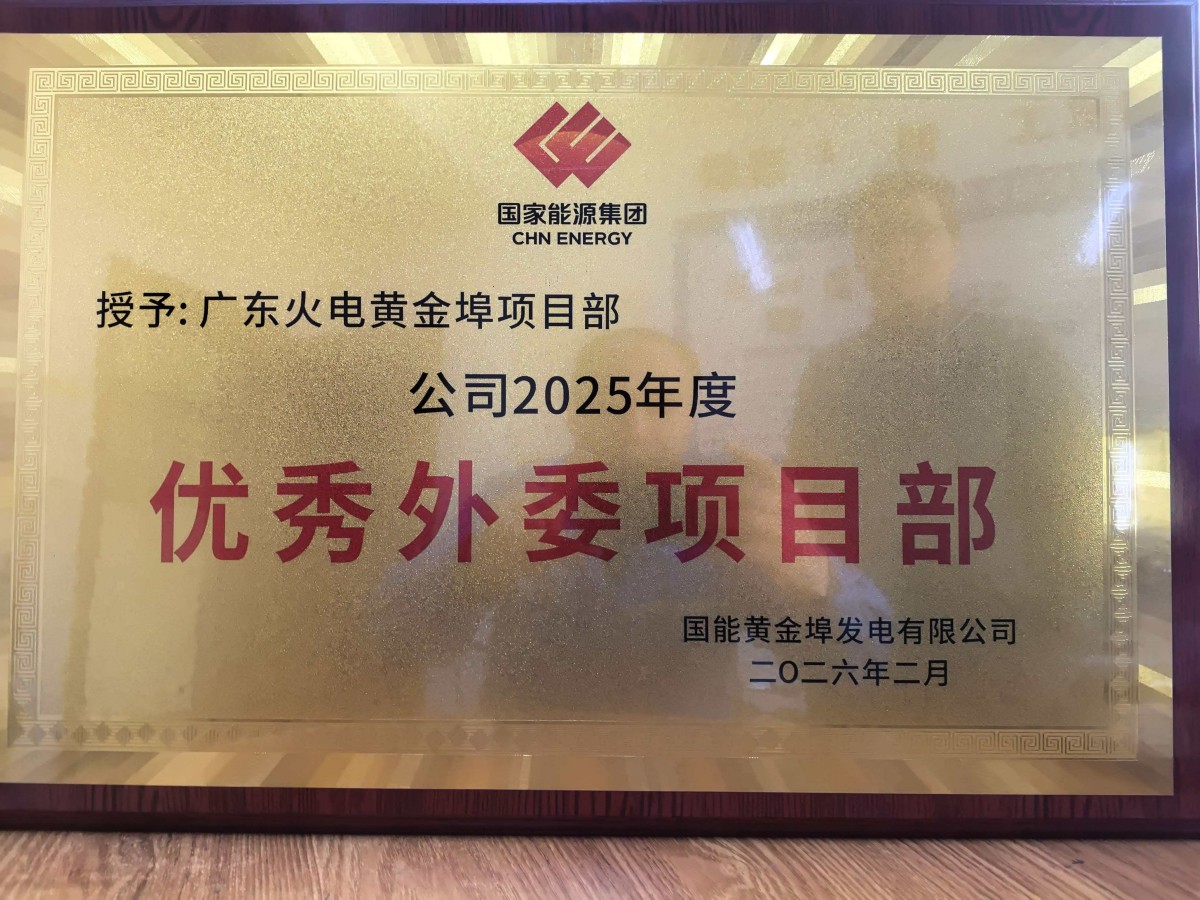 国家能源集团
CHN ENERGY
授予: 广东火电黄金埠项目部
公司2025年度
优秀外委项目部
国能黄金埠发电有限公司
二〇二六年二月